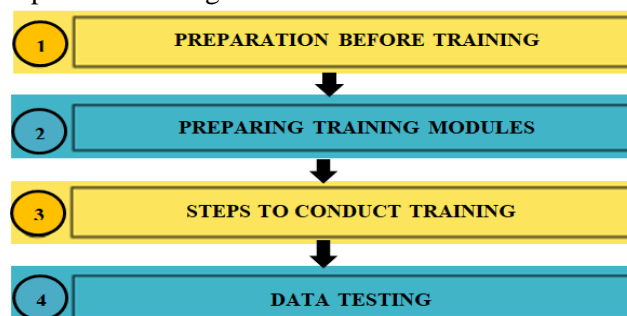 1 PREPARATION BEFORE TRAINING
2 PREPARING TRAINING MODULES
3 STEPS TO CONDUCT TRAINING
4 DATA TESTING